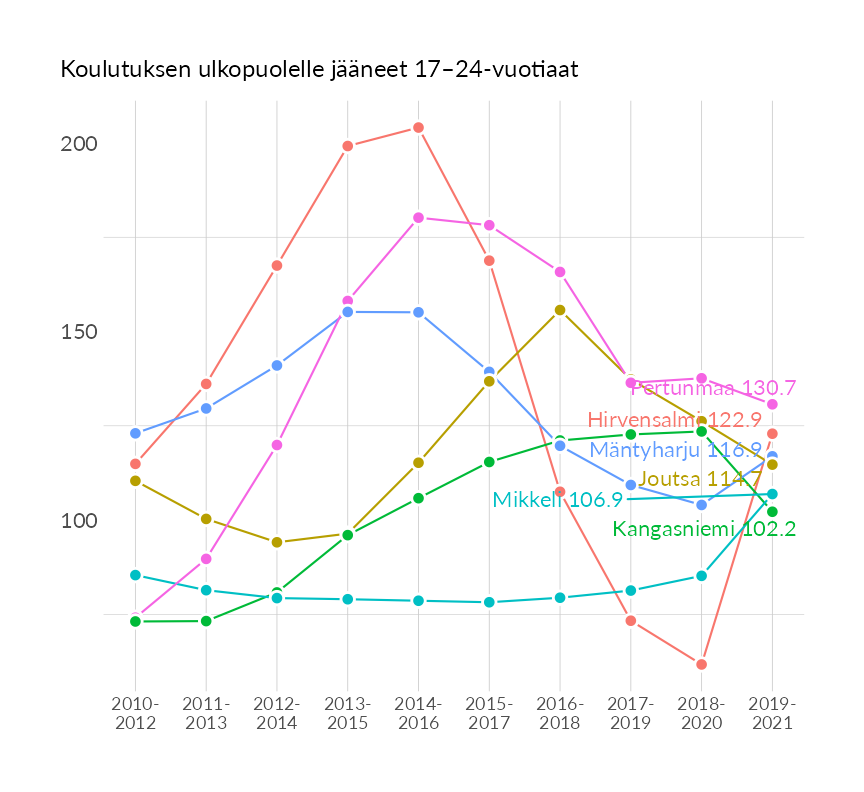 Koulutuksen ulkopuolelle jääneet 17–24-vuotiaat
200
150
100
Pertunmaa 130.7
Hirvensalmi 122.9
Mäntyharju 116.9
Joutsa 114.7
Mikkeli 106.9
Kangasniemi 102.2
2010- 2011- 2012- 2013- 2014- 2015- 2016- 2017- 2018- 2019-
2012 2013 2014 2015 2016 2017 2018 2019 2020 2021